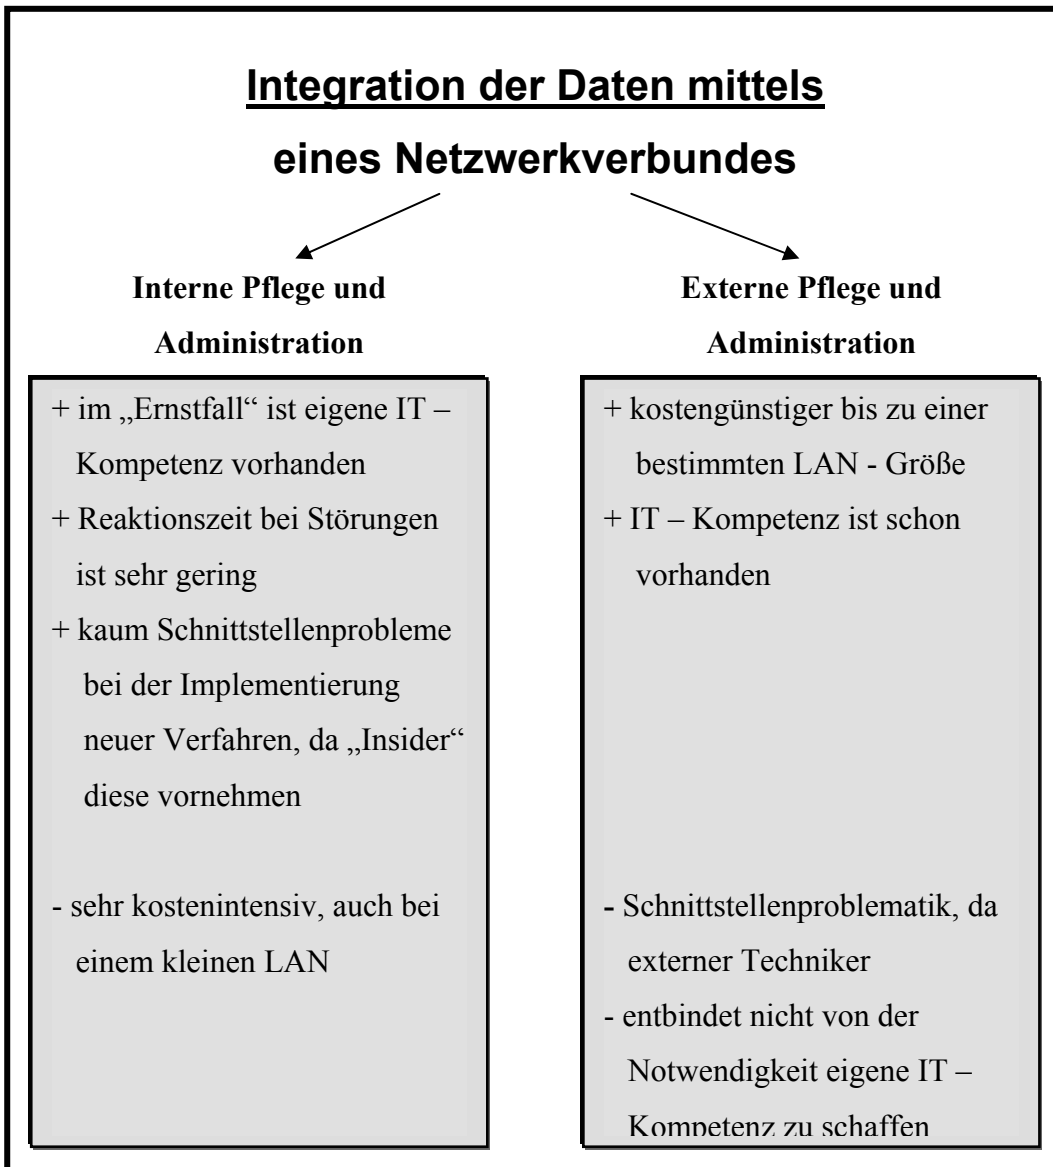 Integration der Daten mittels
eines Netzwerkverbundes
Interne Pflege und
Administration
+ im „Ernstfall“ ist eigene IT –
Kompetenz vorhanden
+ Reaktionszeit bei Störungen
ist sehr gering
+ kaum Schnittstellenprobleme
bei der Implementierung
neuer Verfahren, da „Insider“
diese vornehmen
- sehr kostenintensiv, auch bei
einem kleinen LAN
Externe Pflege und
Administration
+ kostengünstiger bis zu einer
bestimmten LAN - Größe
+ IT – Kompetenz ist schon
vorhanden
- Schnittstellenproblematik, da
externer Techniker
- entbindet nicht von der
Notwendigkeit eigene IT –
Kompetenz zu schaffen